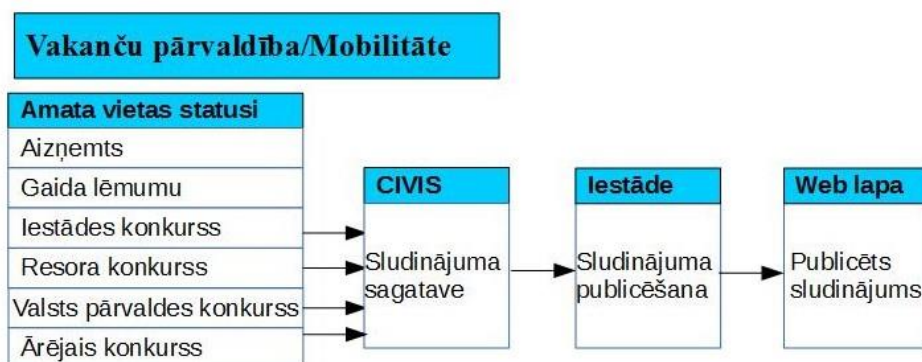 Vakanču pārvaldība/Mobilitāte
Amata vietas statusi
Aizņemts
Gaida lēmumu
Iestādes konkurss
Resora konkurss
Valsts pārvaldes konkurss
Ārējais konkurss
CIVIS
Sludinājuma
sagatave
Iestāde
Sludinājuma
publicēšana
Web lapa
Publicēts
sludinājums